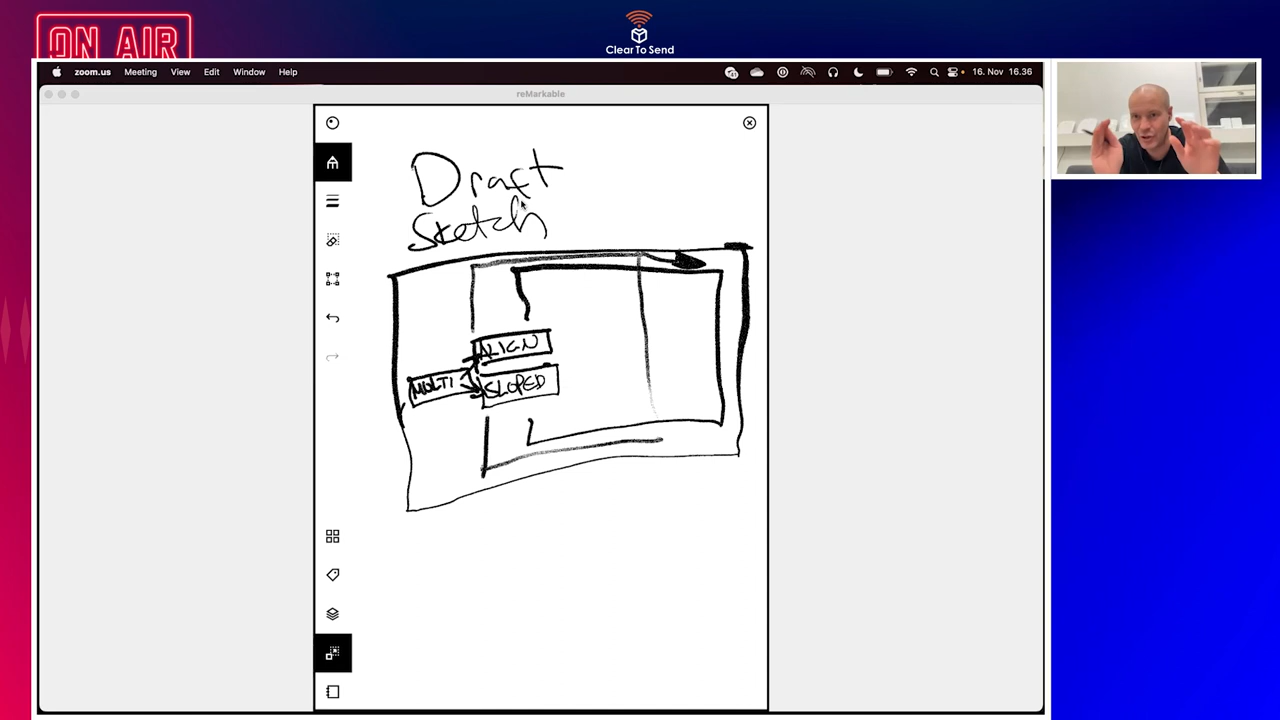 ON AIR
Clear To Send
zoom.us Meeting View Edit Window Help 16. Nov 16.36
reMarkable
Draft
Sketch
ALIGN
MULTI
SLOPED